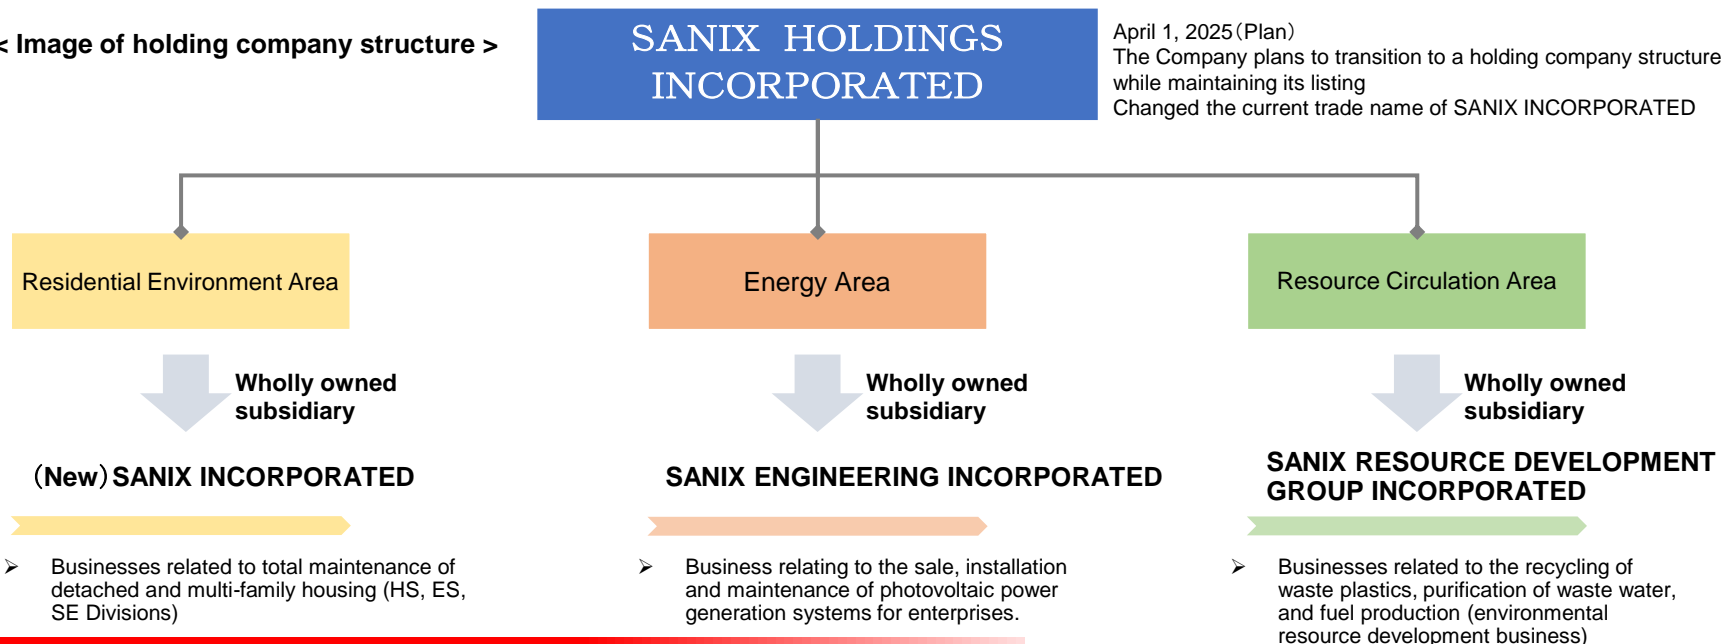 < Image of holding company structure >
SANIX HOLDINGS
INCORPORATED
April 1, 2025（Plan）
The Company plans to transition to a holding company structure
while maintaining its listing
Changed the current trade name of SANIX INCORPORATED
Residential Environment Area
Energy Area
Resource Circulation Area
Wholly owned
subsidiary
Wholly owned
subsidiary
Wholly owned
subsidiary
（New）SANIX INCORPORATED
SANIX ENGINEERING INCORPORATED
SANIX RESOURCE DEVELOPMENT
GROUP INCORPORATED
➢ Businesses related to total maintenance of
detached and multi-family housing (HS, ES,
SE Divisions)
➢ Business relating to the sale, installation
and maintenance of photovoltaic power
generation systems for enterprises.
➢ Businesses related to the recycling of
waste plastics, purification of waste water,
and fuel production (environmental
resource development business)